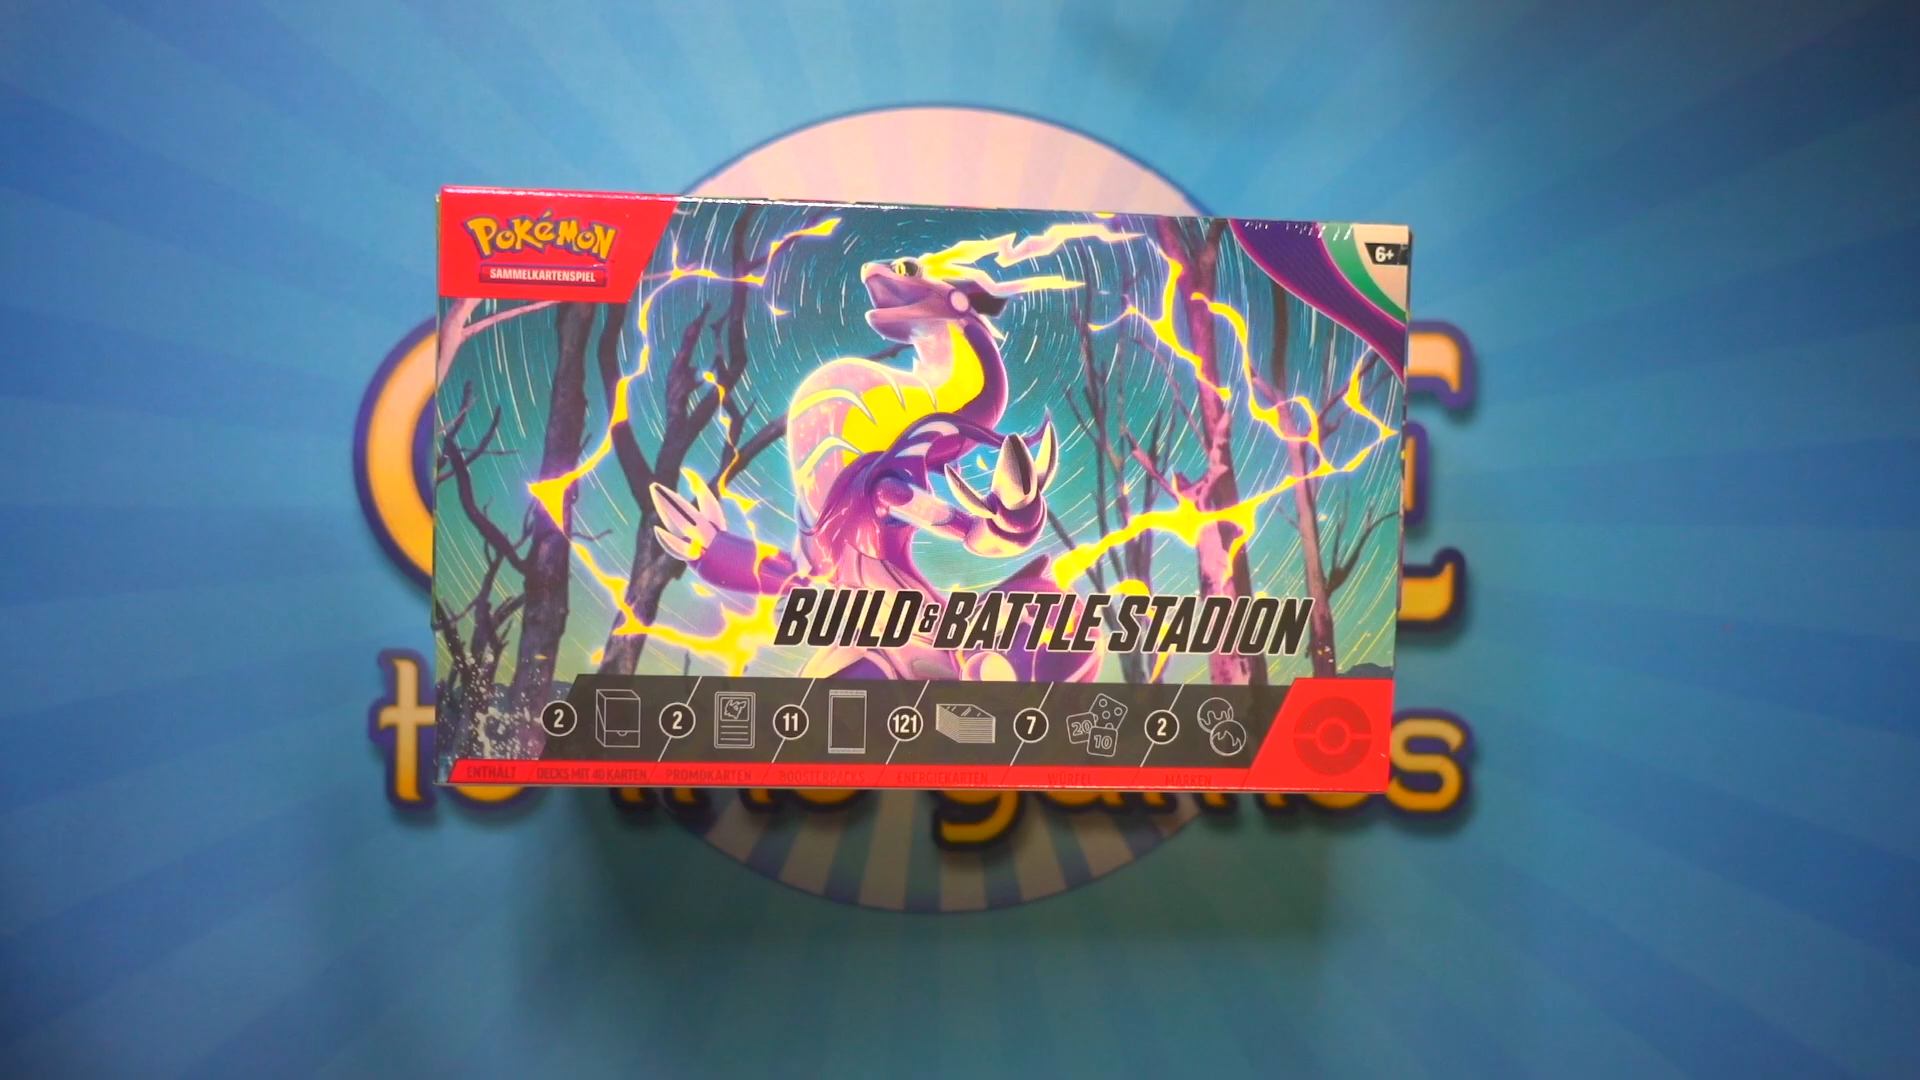 POKÉMON
SAMMELKARTENSPIEL
6+
BUILD & BATTLE STADION
2 2 11 121 7 20 10 2
ENTHÄLT DECKS MIT 40 KARTEN PROMOKARTEN BOOSTERPACKS ENERGIEKARTEN WÜRFEL MARKEN
games